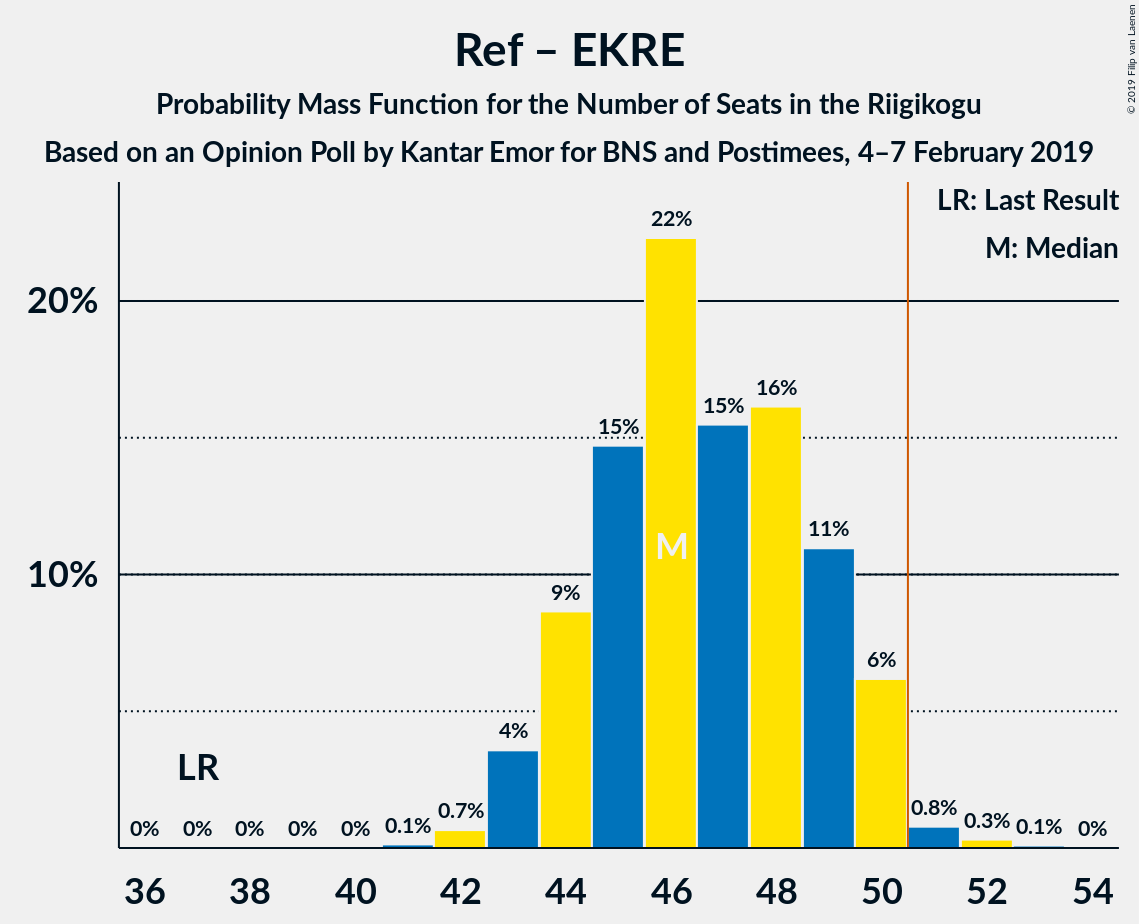 Ref – EKRE
Probability Mass Function for the Number of Seats in the Riigikogu
Based on an Opinion Poll by Kantar Emor for BNS and Postimees, 4–7 February 2019
© 2019 Filip van Laenen
LR: Last Result
M: Median
20%
10%
0% 0% 0% 0% 0% 0.1% 0.7% 4% 9% 15% 22% 15% 16% 11% 6% 0.8% 0.3% 0.1% 0%
LR
M
36 38 40 42 44 46 48 50 52 54